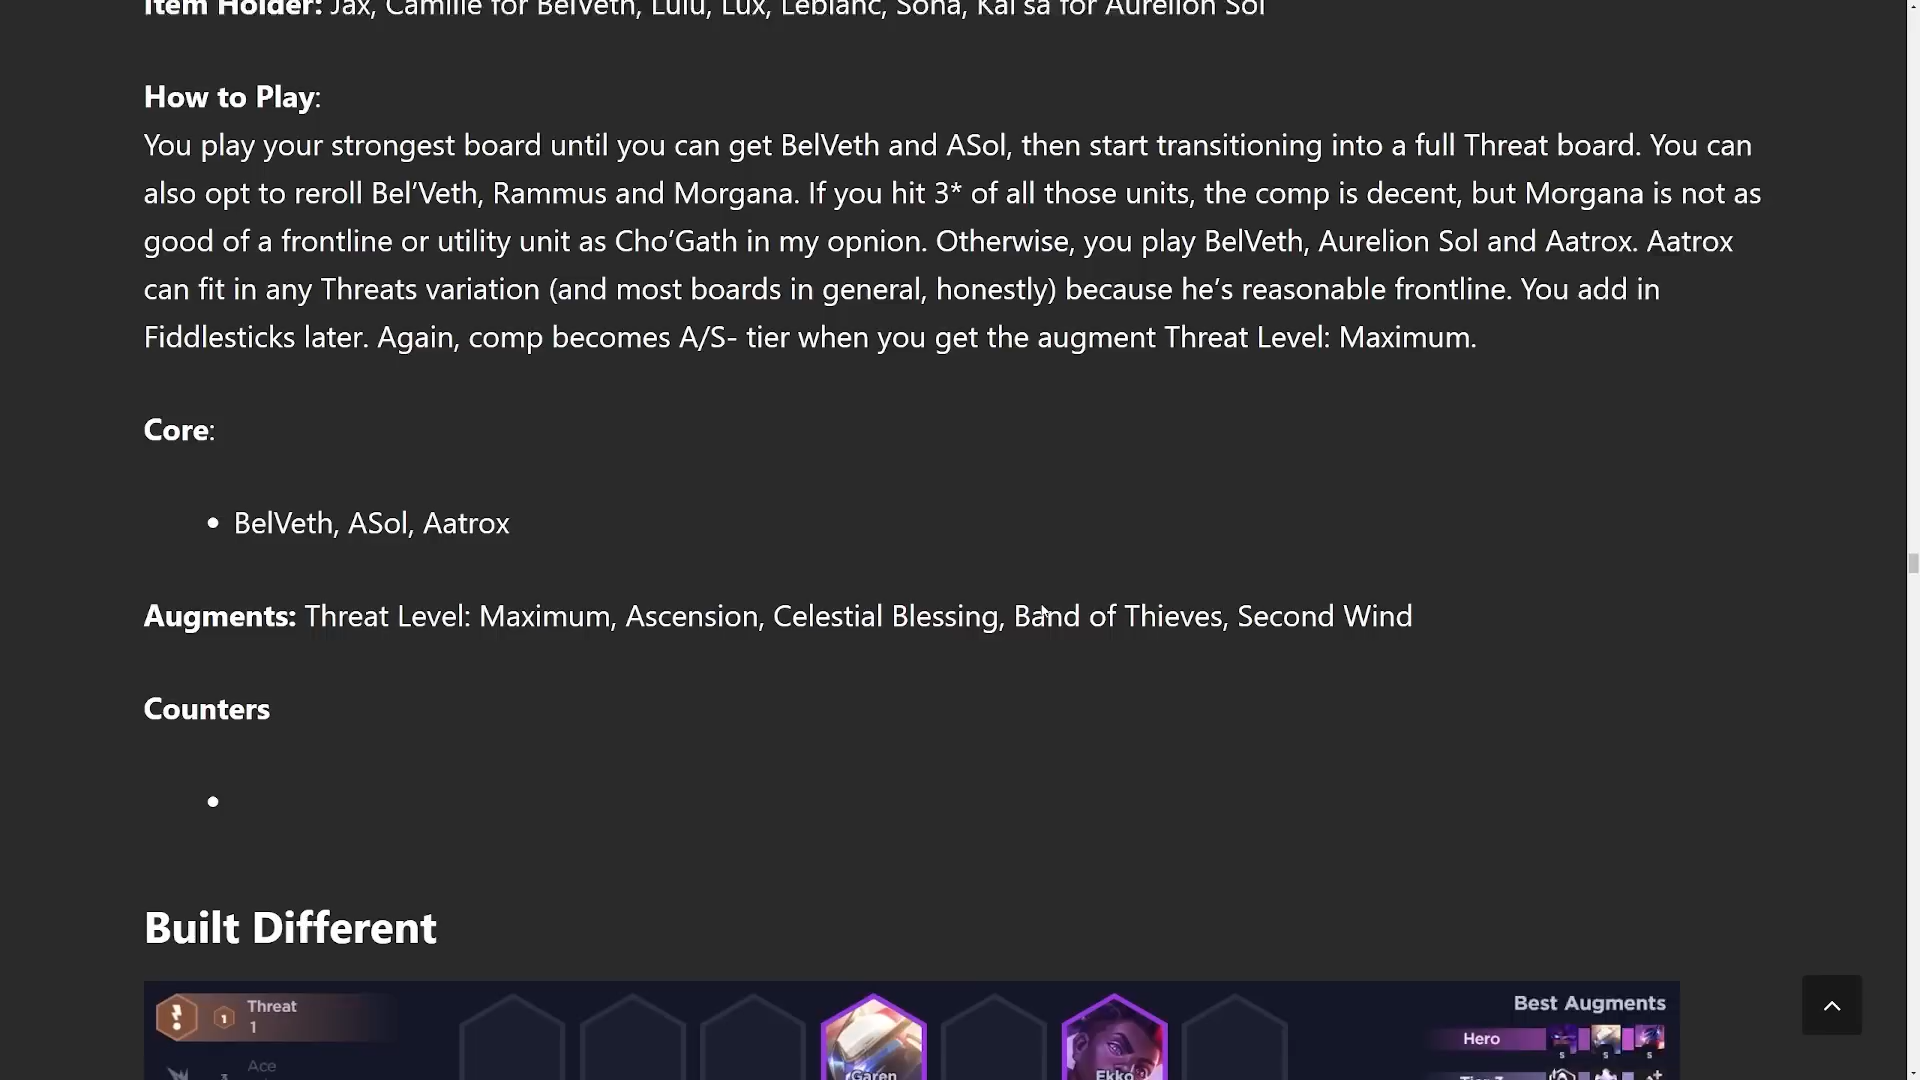 Item Holder: Jax, Camille for BelVeth, Lulu, Lux, Leblanc, Sona, Kai'sa for Aurelion Sol
How to Play:
You play your strongest board until you can get BelVeth and ASol, then start transitioning into a full Threat board. You can
also opt to reroll Bel’Veth, Rammus and Morgana. If you hit 3* of all those units, the comp is decent, but Morgana is not as
good of a frontline or utility unit as Cho’Gath in my opnion. Otherwise, you play BelVeth, Aurelion Sol and Aatrox. Aatrox
can fit in any Threats variation (and most boards in general, honestly) because he’s reasonable frontline. You add in
Fiddlesticks later. Again, comp becomes A/S- tier when you get the augment Threat Level: Maximum.
Core:
• BelVeth, ASol, Aatrox
Augments: Threat Level: Maximum, Ascension, Celestial Blessing, Band of Thieves, Second Wind
Counters
•
Built Different
Threat
1
1
Ace
Garen
Ekko
Best Augments
Hero
S
S
S